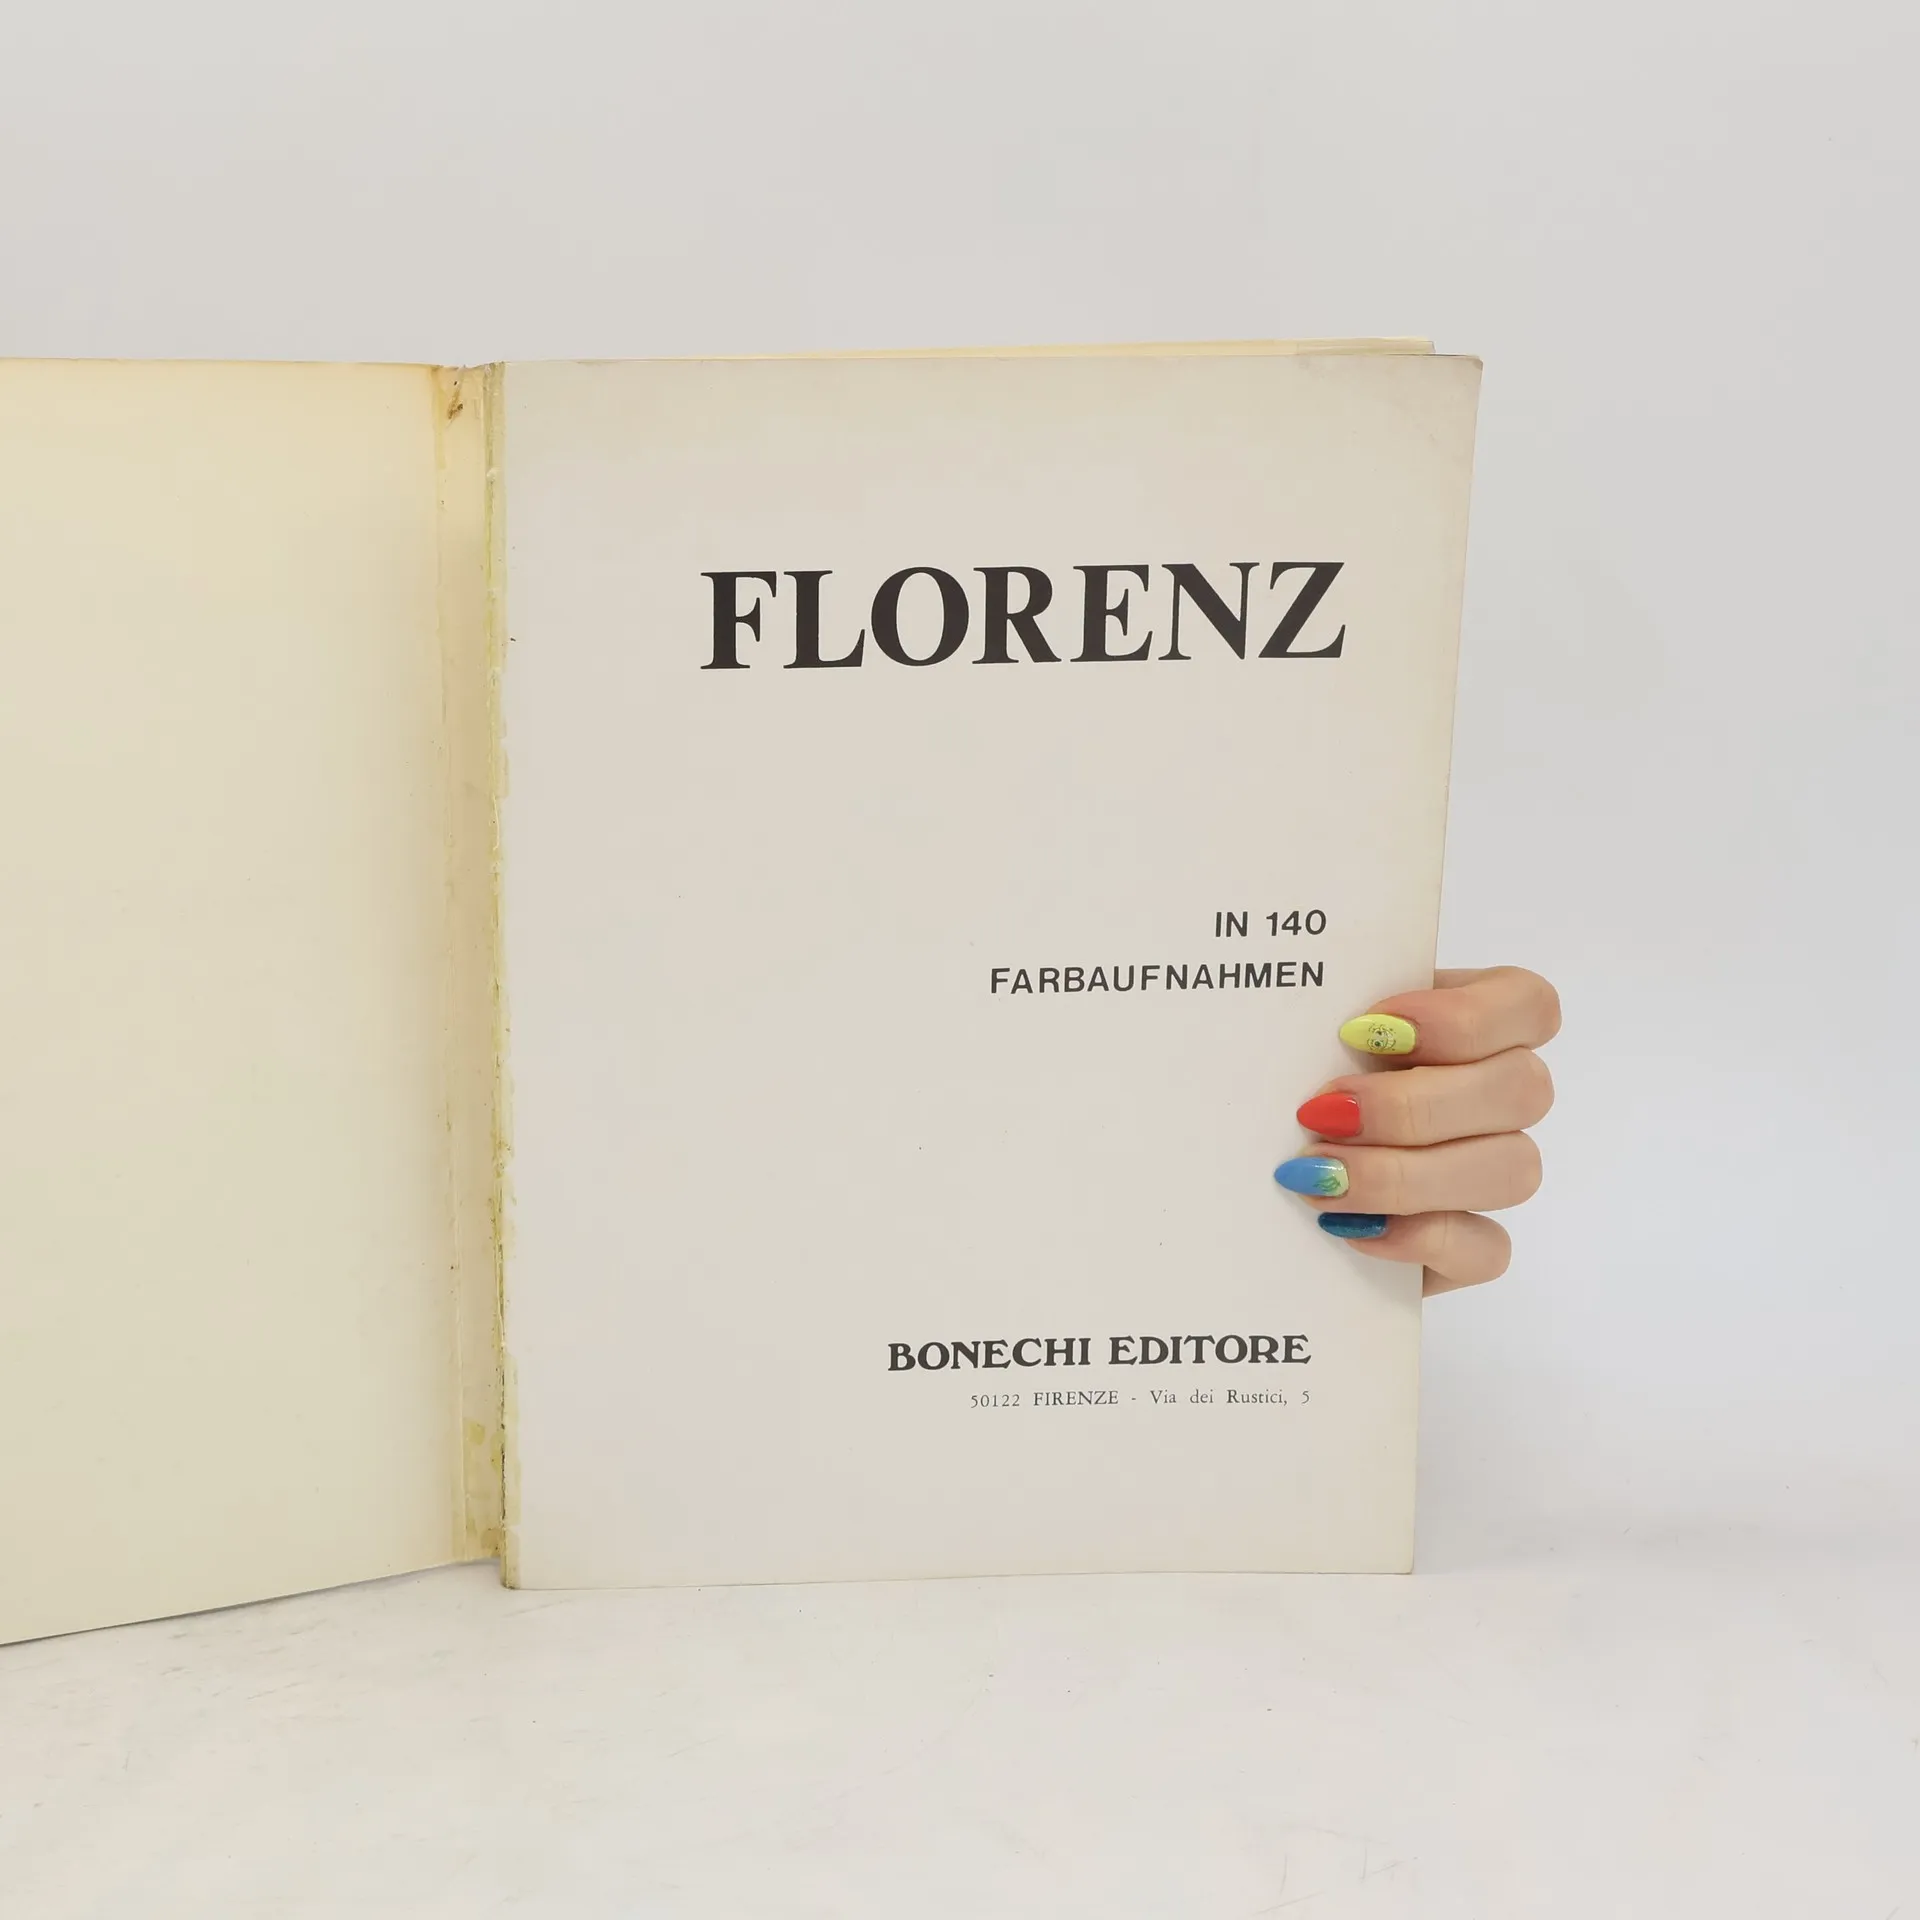 FLORENZ
IN 140
FARBAUFNAHMEN
BONECHI EDITORE
50122 FIRENZE - Via dei Rustici, 5